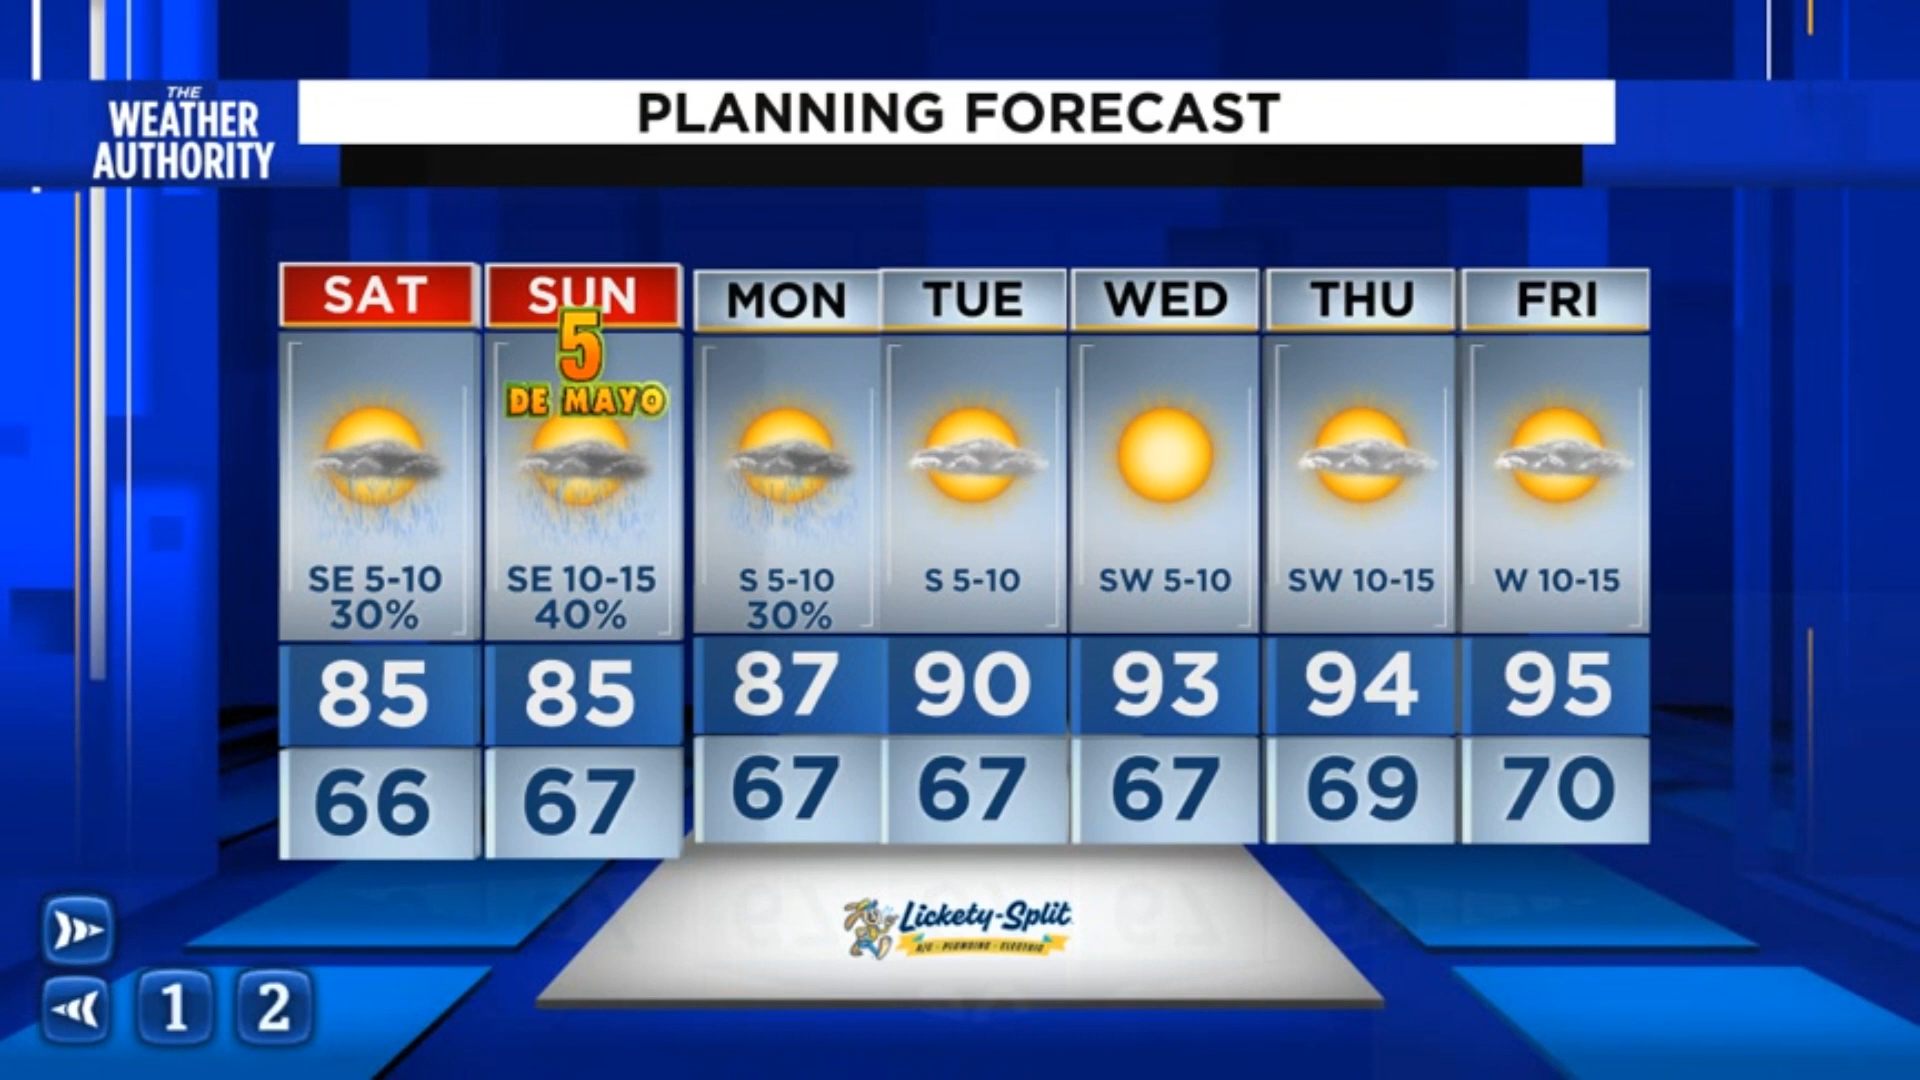 THE
WEATHER
AUTHORITY
PLANNING FORECAST
SAT SUN MON TUE WED THU FRI
5
DE MAYO
SE 5-10 SE 10-15 S 5-10 S 5-10 SW 5-10 SW 10-15 W 10-15
30% 40% 30%
85 85 87 90 93 94 95
66 67 67 67 67 69 70
Lickety-Split
A/C - PLUMBING - ELECTRIC
1 2